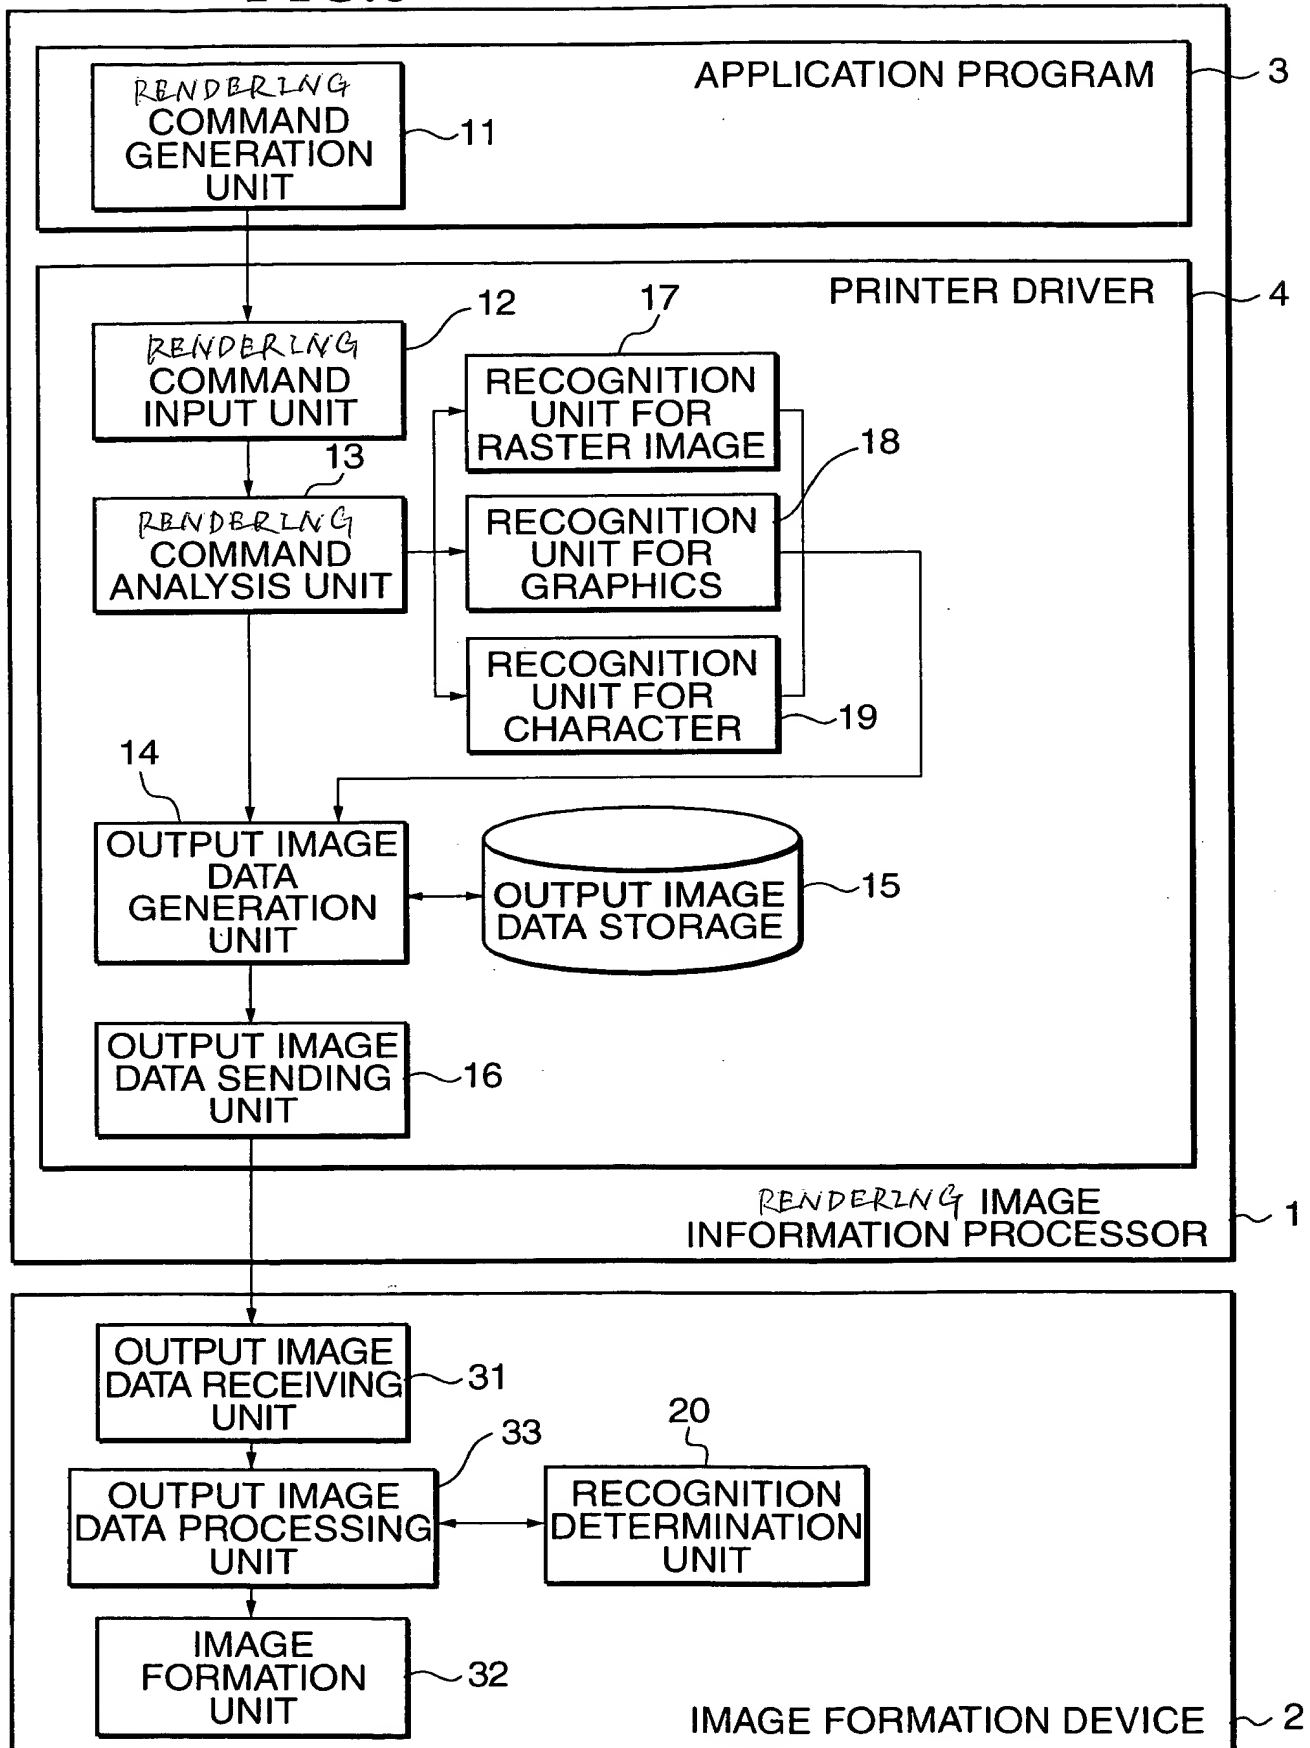 APPLICATION PROGRAM
3
RENDERING
COMMAND
GENERATION
UNIT
11
PRINTER DRIVER
4
12
RENDERING
COMMAND
INPUT UNIT
17
RECOGNITION
UNIT FOR
RASTER IMAGE
13
RENDERING
COMMAND
ANALYSIS UNIT
18
RECOGNITION
UNIT FOR
GRAPHICS
RECOGNITION
UNIT FOR
CHARACTER
19
14
OUTPUT IMAGE
DATA
GENERATION
UNIT
OUTPUT IMAGE
DATA STORAGE
15
OUTPUT IMAGE
DATA SENDING
UNIT
16
RENDERING IMAGE
INFORMATION PROCESSOR
1
OUTPUT IMAGE
DATA RECEIVING
UNIT
31
33
OUTPUT IMAGE
DATA PROCESSING
UNIT
20
RECOGNITION
DETERMINATION
UNIT
IMAGE
FORMATION
UNIT
32
IMAGE FORMATION DEVICE
2